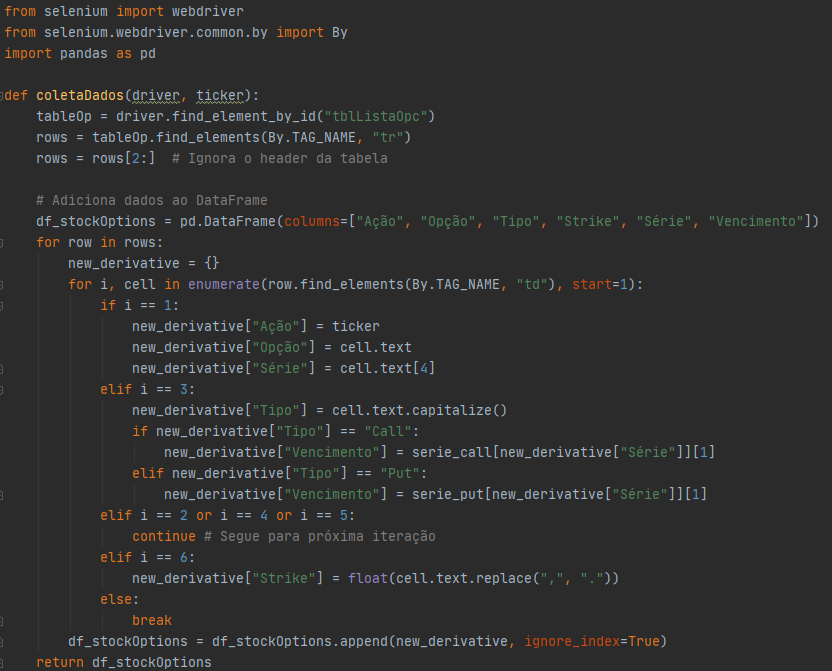 from selenium import webdriver
from selenium.webdriver.common.by import By
import pandas as pd
def coletaDados(driver, ticker):
    tableOp = driver.find_element_by_id("tblListaOpc")
    rows = tableOp.find_elements(By.TAG_NAME, "tr")
    rows = rows[2:]  # Ignora o header da tabela
    # Adiciona dados ao DataFrame
    df_stockOptions = pd.DataFrame(columns=["Ação", "Opção", "Tipo", "Strike", "Série", "Vencimento"])
    for row in rows:
        new_derivative = {}
        for i, cell in enumerate(row.find_elements(By.TAG_NAME, "td"), start=1):
            if i == 1:
                new_derivative["Ação"] = ticker
                new_derivative["Opção"] = cell.text
                new_derivative["Série"] = cell.text[4]
            elif i == 3:
                new_derivative["Tipo"] = cell.text.capitalize()
                if new_derivative["Tipo"] == "Call":
                    new_derivative["Vencimento"] = serie_call[new_derivative["Série"]][1]
                elif new_derivative["Tipo"] == "Put":
                    new_derivative["Vencimento"] = serie_put[new_derivative["Série"]][1]
            elif i == 2 or i == 4 or i == 5:
                continue # Segue para próxima iteração
            elif i == 6:
                new_derivative["Strike"] = float(cell.text.replace(",", "."))
            else:
                break
        df_stockOptions = df_stockOptions.append(new_derivative, ignore_index=True)
    return df_stockOptions